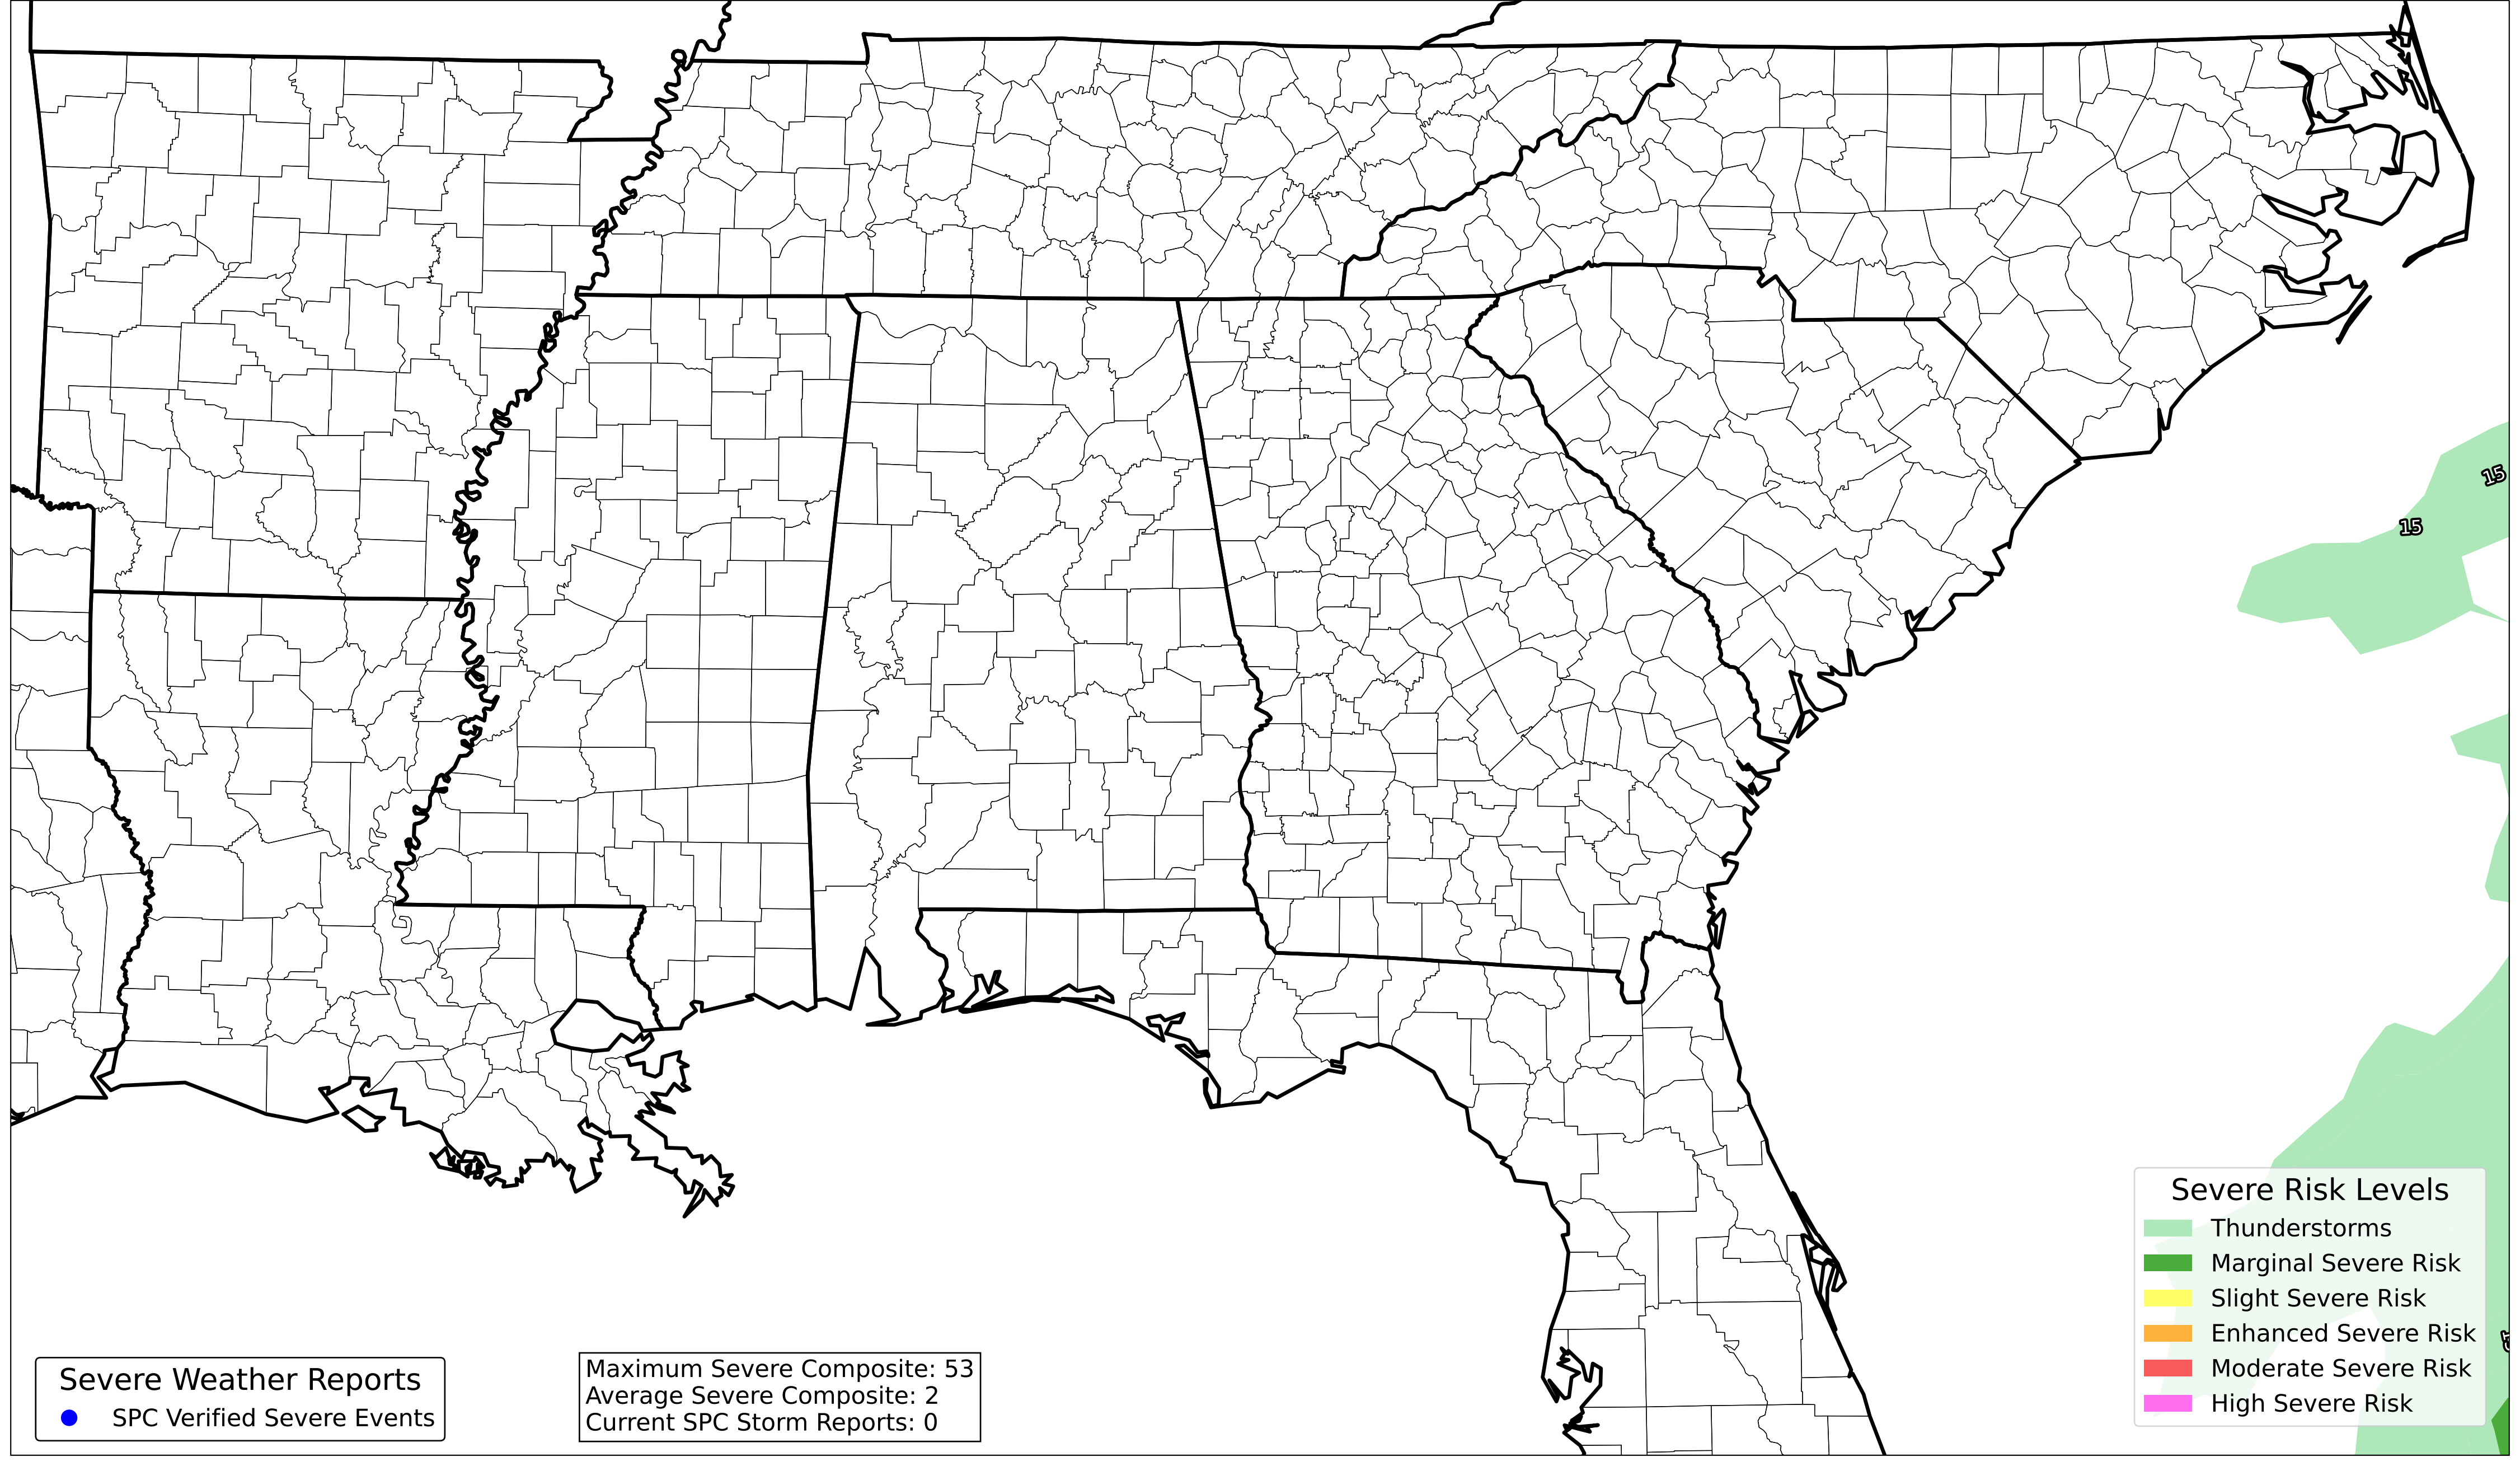 15
15
Severe Risk Levels
Thunderstorms
Marginal Severe Risk
Slight Severe Risk
Enhanced Severe Risk
Moderate Severe Risk
High Severe Risk
Severe Weather Reports
SPC Verified Severe Events
Maximum Severe Composite: 53
Average Severe Composite: 2
Current SPC Storm Reports: 0